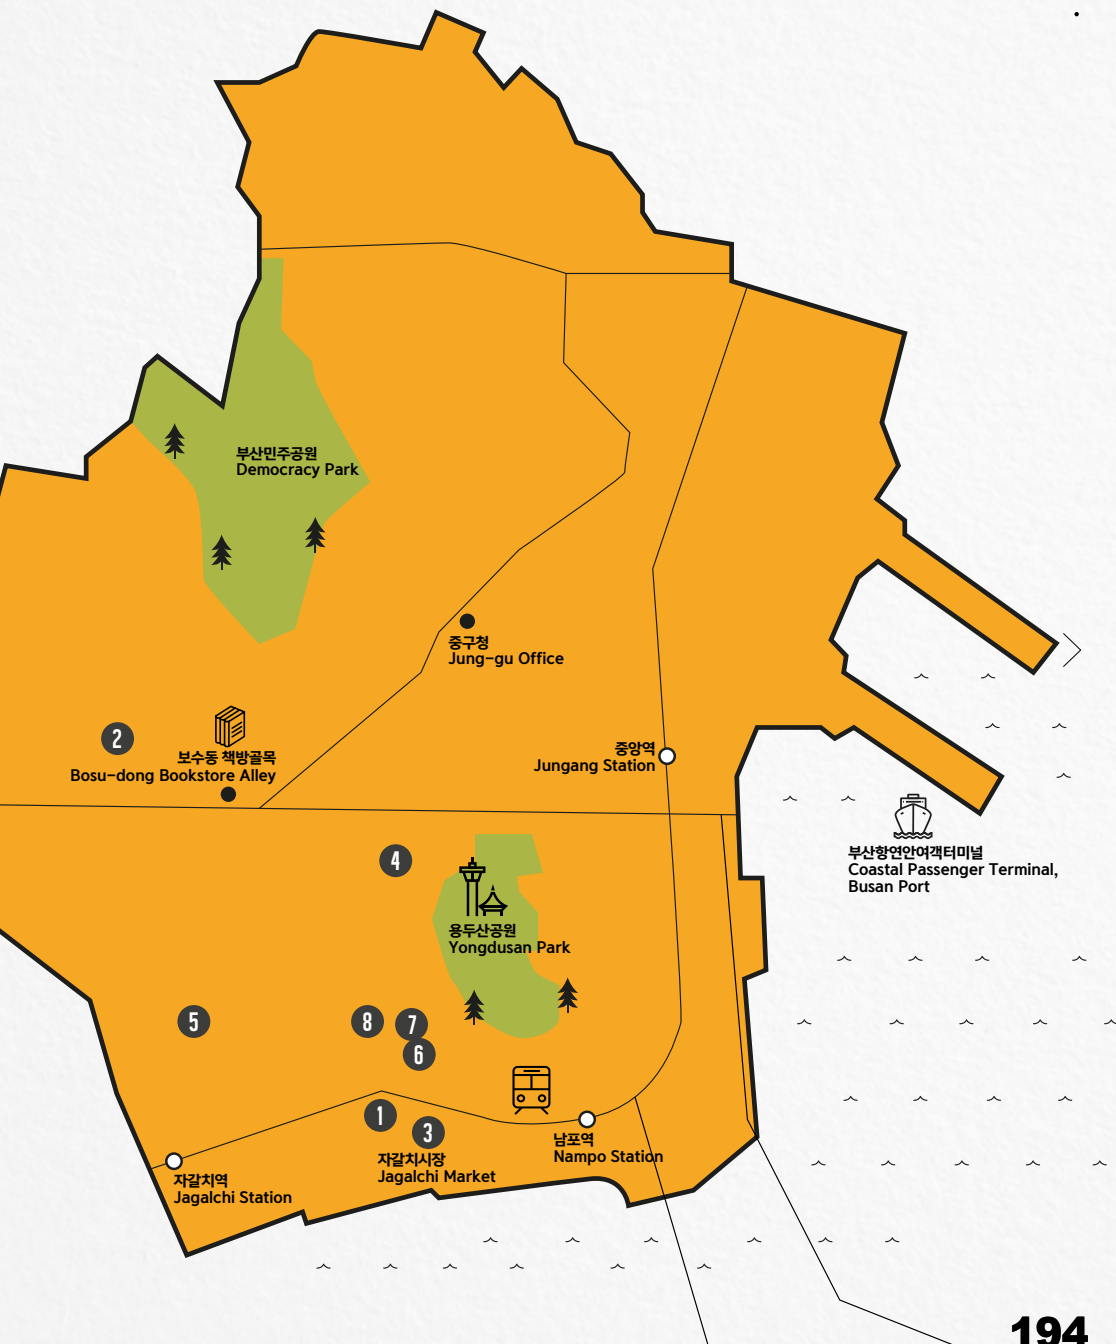 부산민주공원
Democracy Park
중구청
Jung-gu Office
2
보수동 책방골목
Bosu-dong Bookstore Alley
중앙역
Jungang Station
부산항연안여객터미널
Coastal Passenger Terminal,
Busan Port
4
용두산공원
Yongdusan Park
5
8
7
6
1
3
남포역
Nampo Station
자갈치시장
Jagalchi Market
자갈치역
Jagalchi Station
194